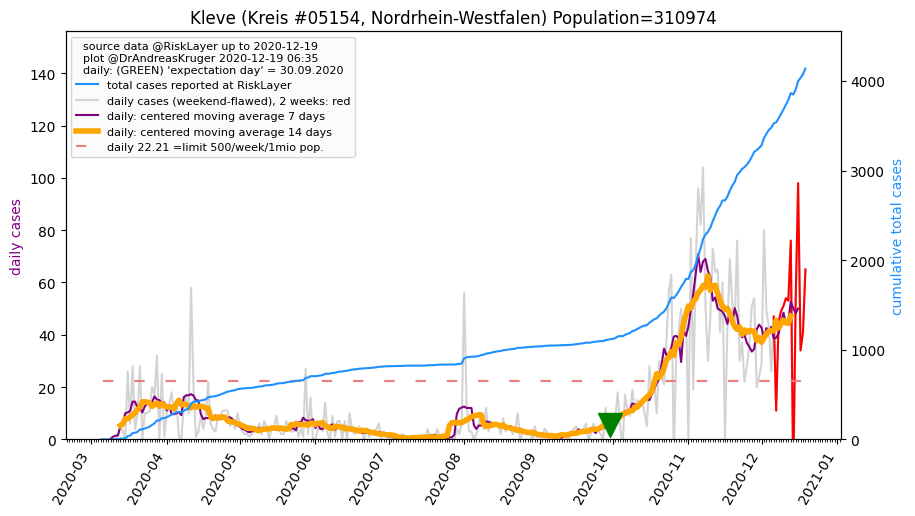 Kleve (Kreis #05154, Nordrhein-Westfalen) Population=310974
source data @RiskLayer up to 2020-12-19
plot @DrAndreasKruger 2020-12-19 06:35
daily: (GREEN) 'expectation day' = 30.09.2020
total cases reported at RiskLayer
daily cases (weekend-flawed), 2 weeks: red
daily: centered moving average 7 days
daily: centered moving average 14 days
daily 22.21 =limit 500/week/1mio pop.
daily cases
140
120
100
80
60
40
20
0
cumulative total cases
4000
3000
2000
1000
0
2020-03
2020-04
2020-05
2020-06
2020-07
2020-08
2020-09
2020-10
2020-11
2020-12
2021-01